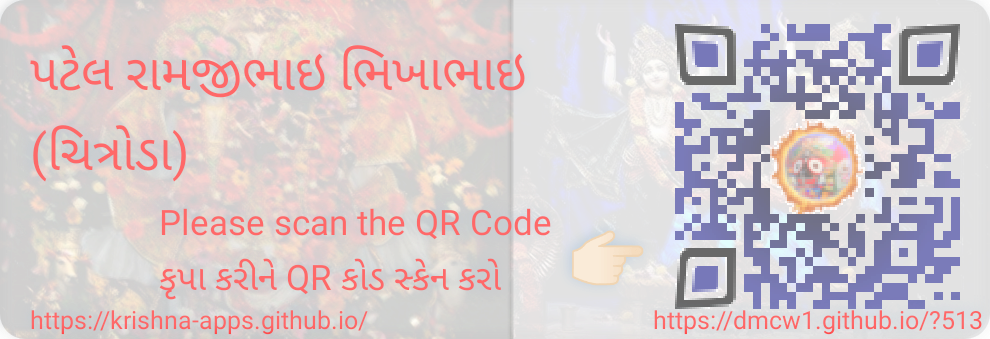 પટેલ રામજીભાઇ ભિખાભાઇ
(ચિત્રોડા)
Please scan the QR Code
કૃપા કરીને QR કોડ સ્કેન કરો
https://krishna-apps.github.io/
https://dmcw1.github.io/?513